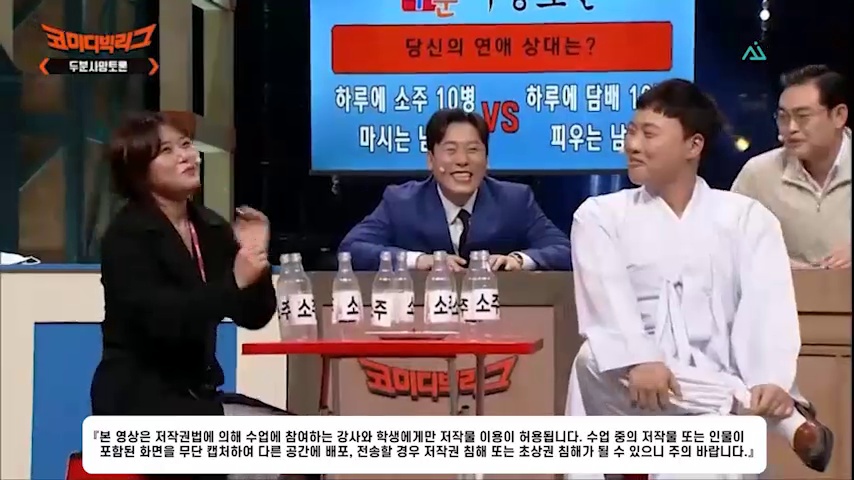 코미디빅리그
두분사망토론
당신의 연애 상대는?
하루에 소주 10병
마시는
VS
하루에 담배
피우는 남
소주
소
주
소
소
소주
코미디빅리그
『본 영상은 저작권법에 의해 수업에 참여하는 강사와 학생에게만 저작물 이용이 허용됩니다. 수업 중의 저작물 또는 인물이
포함된 화면을 무단 캡처하여 다른 공간에 배포, 전송할 경우 저작권 침해 또는 초상권 침해가 될 수 있으니 주의 바랍니다.』